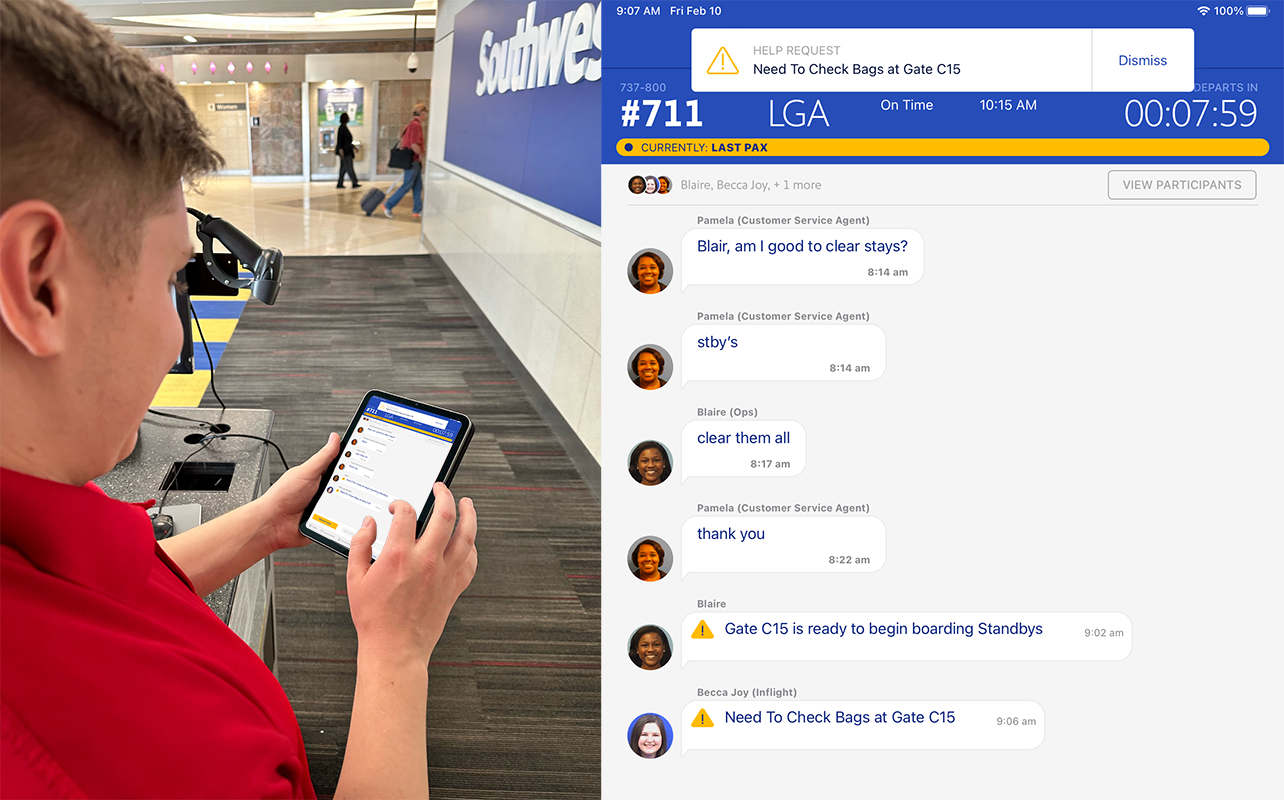 Southwes
Women
#711
LGA
00:07:59
9:07 AM Fri Feb 10
100%
HELP REQUEST
Need To Check Bags at Gate C15
Dismiss
737-800
DEPARTS IN
#711
LGA
On Time
10:15 AM
00:07:59
CURRENTLY: LAST PAX
Blaire, Becca Joy, + 1 more
VIEW PARTICIPANTS
Pamela (Customer Service Agent)
Blair, am I good to clear stays?
8:14 am
Pamela (Customer Service Agent)
stby's
8:14 am
Blaire (Ops)
clear them all
8:17 am
Pamela (Customer Service Agent)
thank you
8:22 am
Blaire
Gate C15 is ready to begin boarding Standbys
9:02 am
Becca Joy (Inflight)
Need To Check Bags at Gate C15
9:06 am